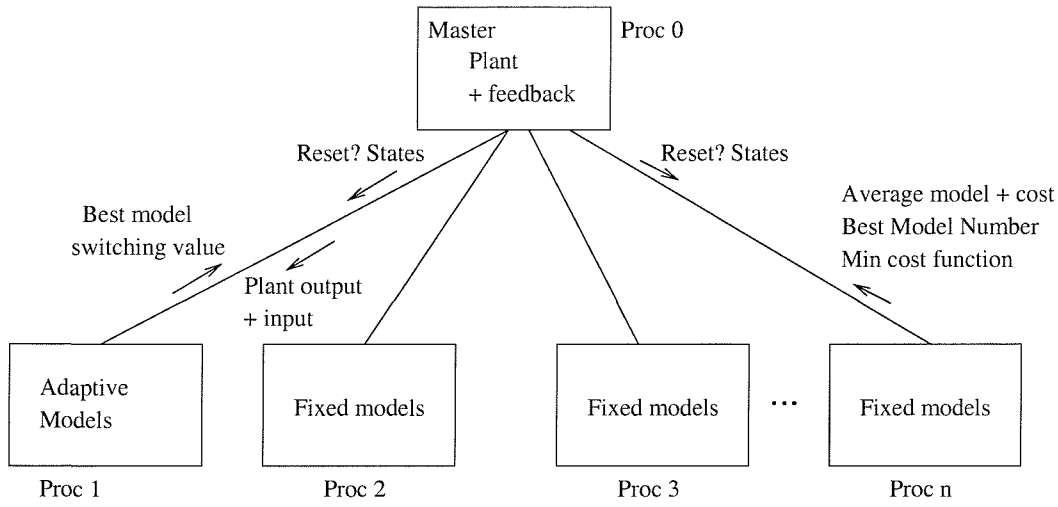 Master
Proc 0
Plant
+ feedback
Reset? States
Reset? States
Best model
switching value
Average model + cost
Best Model Number
Min cost function
Plant output
+ input
Adaptive
Models
Fixed models
Fixed models
...
Fixed models
Proc 1
Proc 2
Proc 3
Proc n